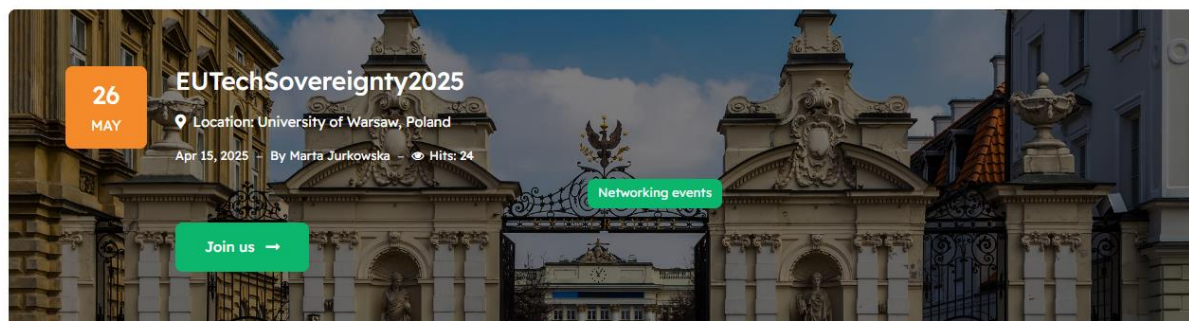 26
MAY
EUTechSovereignty2025
Location: University of Warsaw, Poland
Apr 15, 2025 – By Marta Jurkowska – Hits: 24
Networking events
Join us →